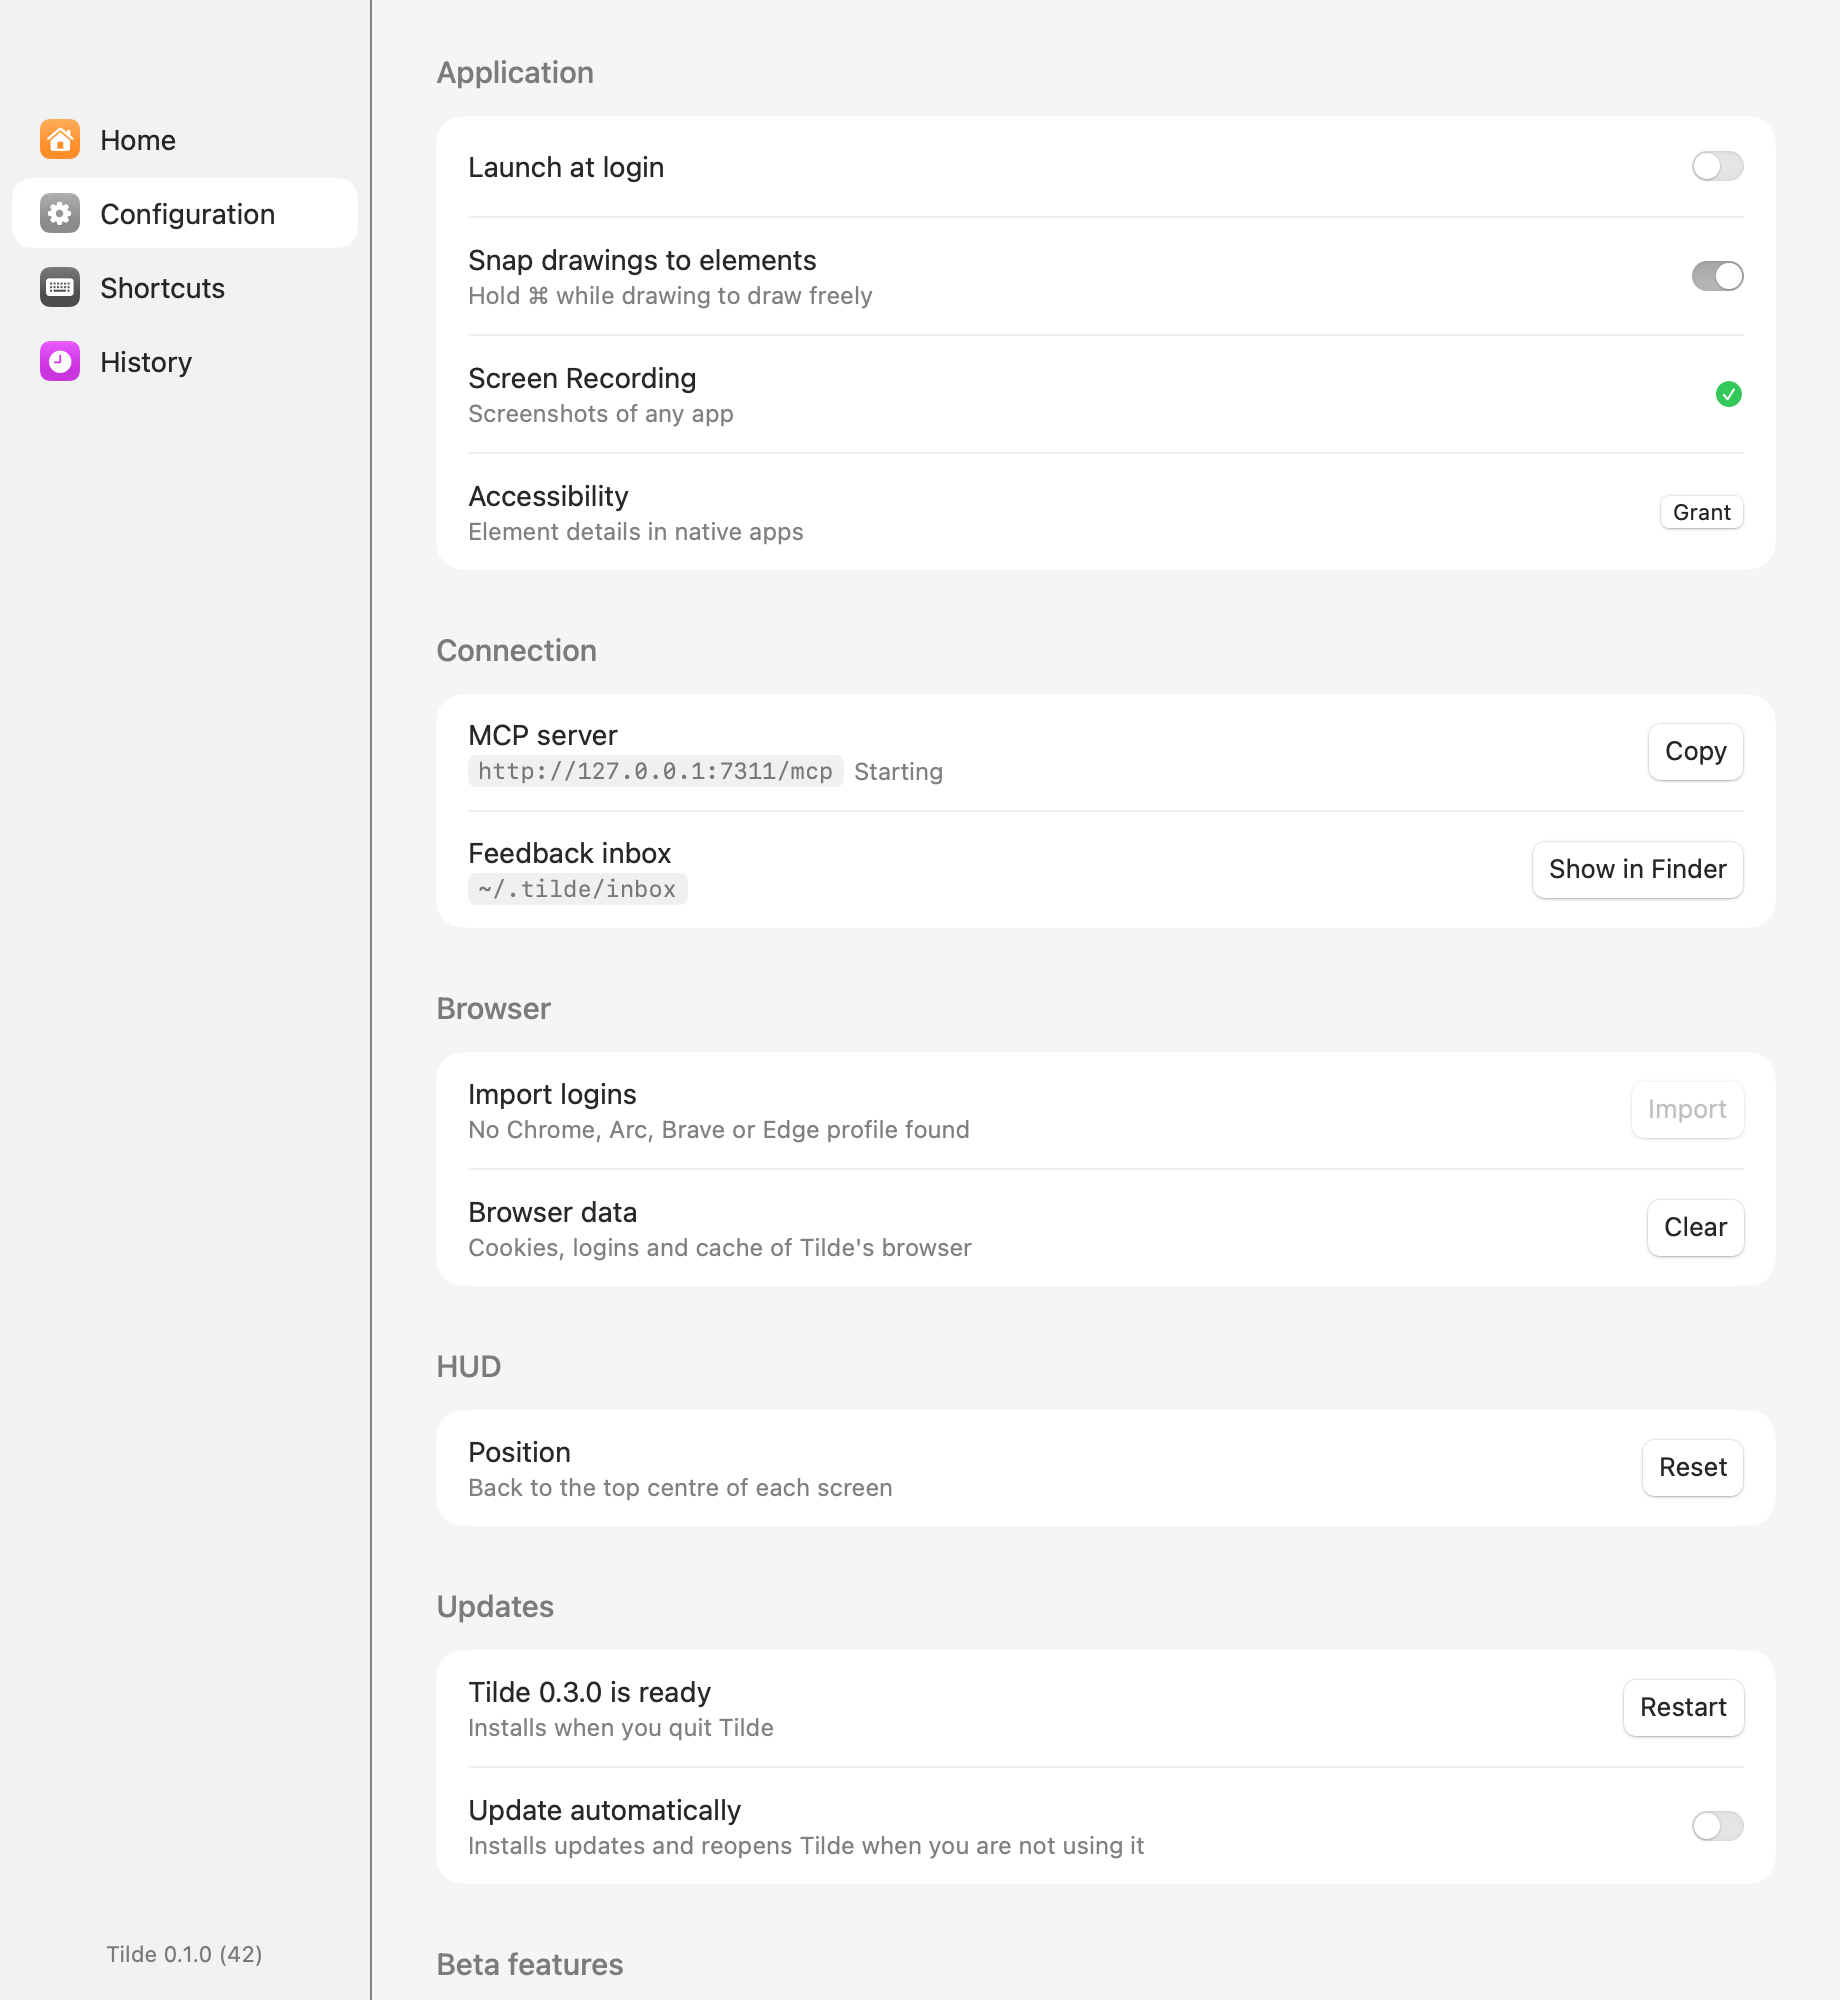 Home
Configuration
Shortcuts
History
Tilde 0.1.0 (42)
Application
Launch at login
Snap drawings to elements
Hold ⌘ while drawing to draw freely
Screen Recording
Screenshots of any app
Accessibility
Element details in native apps
Grant
Connection
MCP server
http://127.0.0.1:7311/mcp Starting
Copy
Feedback inbox
~/.tilde/inbox
Show in Finder
Browser
Import logins
No Chrome, Arc, Brave or Edge profile found
Import
Browser data
Cookies, logins and cache of Tilde's browser
Clear
HUD
Position
Back to the top centre of each screen
Reset
Updates
Tilde 0.3.0 is ready
Installs when you quit Tilde
Restart
Update automatically
Installs updates and reopens Tilde when you are not using it
Beta features